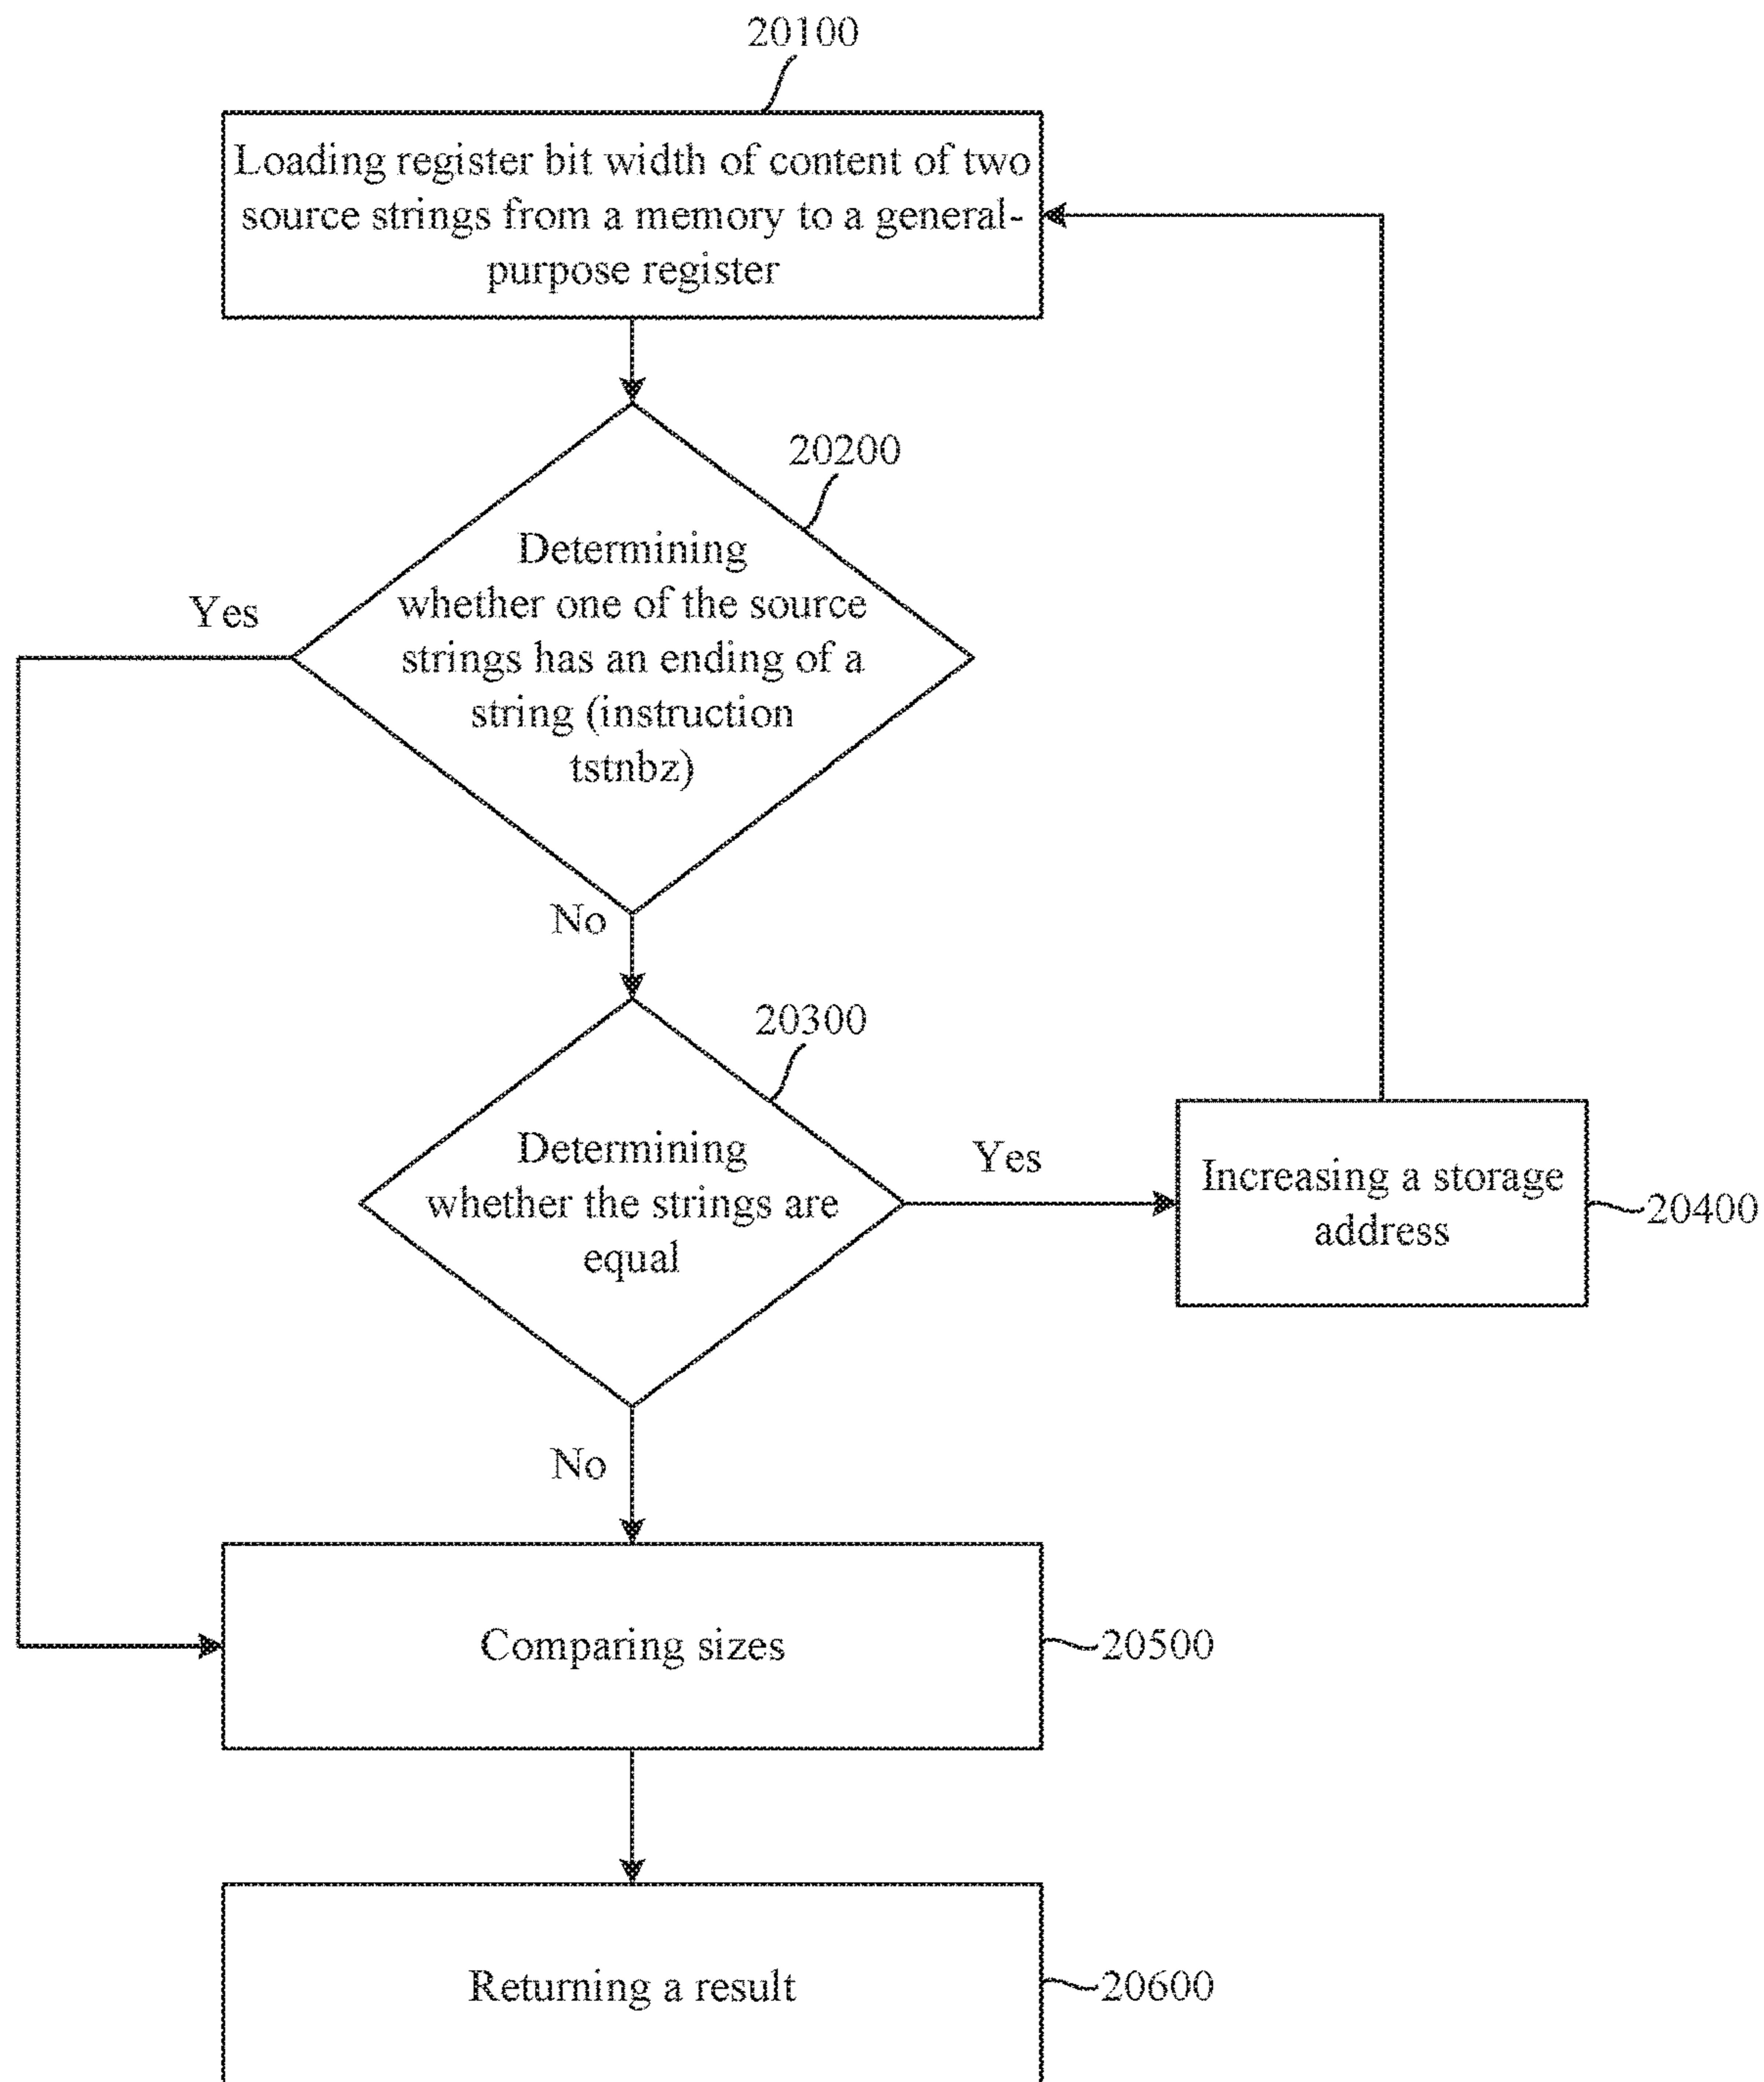 20100
Loading register bit width of content of two
source strings from a memory to a general-
purpose register
20200
Determining
whether one of the source
strings has an ending of a
string (instruction
tstnbz)
Yes
No
20300
Determining
whether the strings are
equal
Yes
Increasing a storage
address
20400
No
Comparing sizes
20500
Returning a result
20600